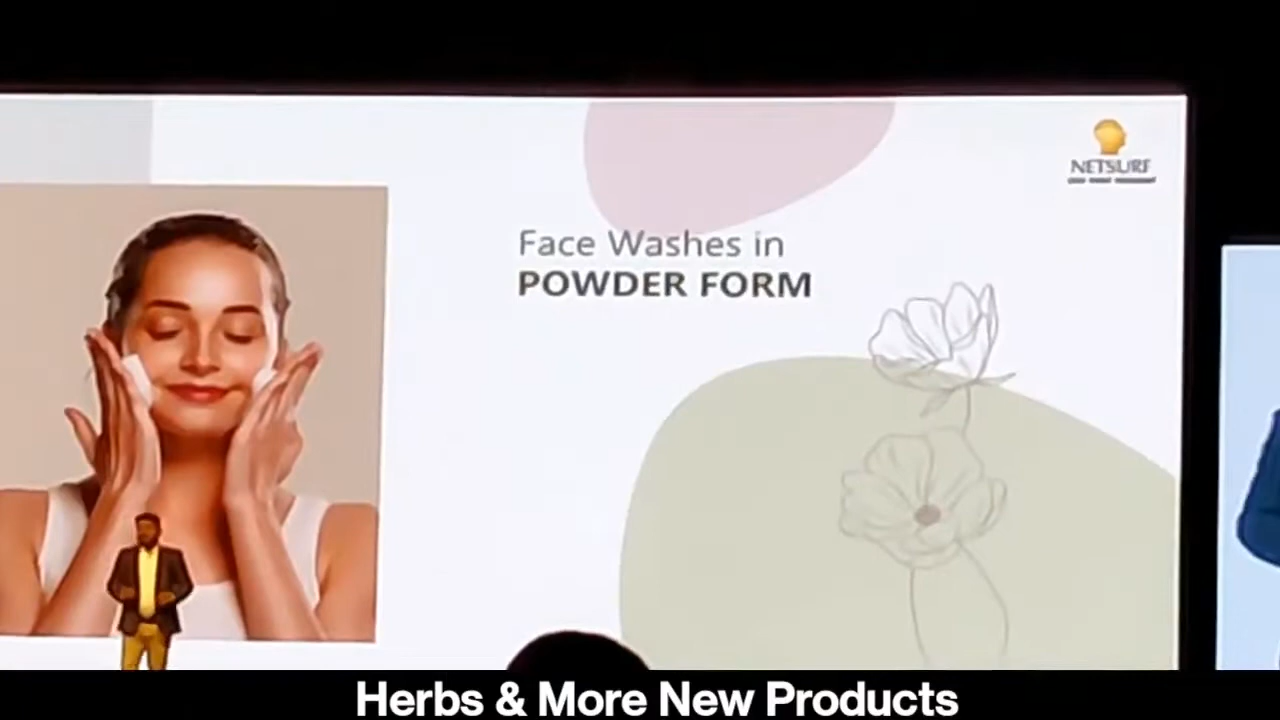 NETSURF
Face Washes in
POWDER FORM
Herbs & More New Products